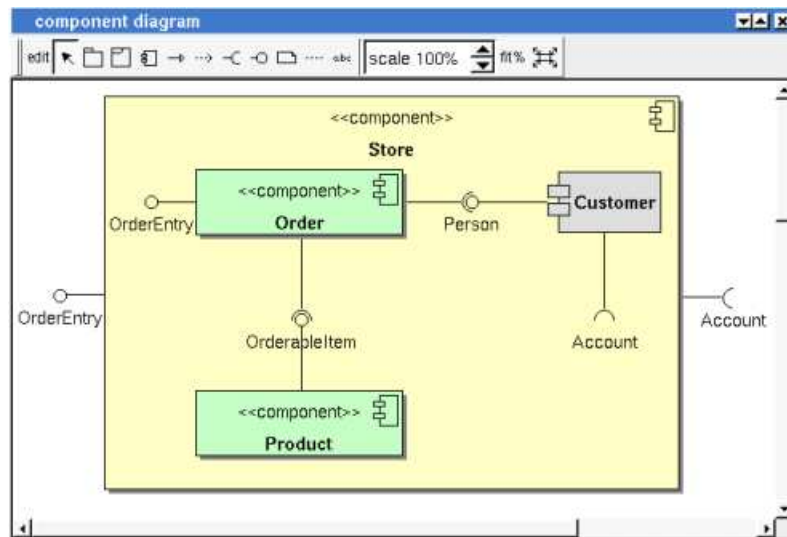 component diagram
edit abc scale 100% fit%
<<component>>
Store
<<component>>
Order
Customer
OrderEntry
Person
OrderEntry
Account
OrderableItem
Account
<<component>>
Product